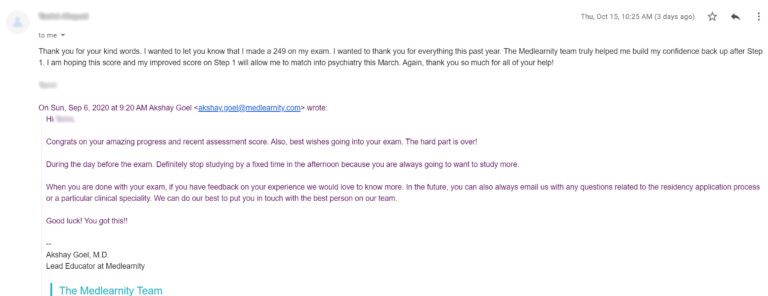 Thu, Oct 15, 10:25 AM (3 days ago)
to me
Thank you for your kind words. I wanted to let you know that I made a 249 on my exam. I wanted to thank you for everything this past year. The Medlearnity team truly helped me build my confidence back up after Step
1. I am hoping this score and my improved score on Step 1 will allow me to match into psychiatry this March. Again, thank you so much for all of your help!
On Sun, Sep 6, 2020 at 9:20 AM Akshay Goel <akshay.goel@medlearnity.com> wrote:
Hi
Congrats on your amazing progress and recent assessment score. Also, best wishes going into your exam. The hard part is over!
During the day before the exam. Definitely stop studying by a fixed time in the afternoon because you are always going to want to study more.
When you are done with your exam, if you have feedback on your experience we would love to know more. In the future, you can also always email us with any questions related to the residency application process
or a particular clinical speciality. We can do our best to put you in touch with the best person on our team.
Good luck! You got this!!
--
Akshay Goel, M.D.
Lead Educator at Medlearnity
The Medlearnity Team